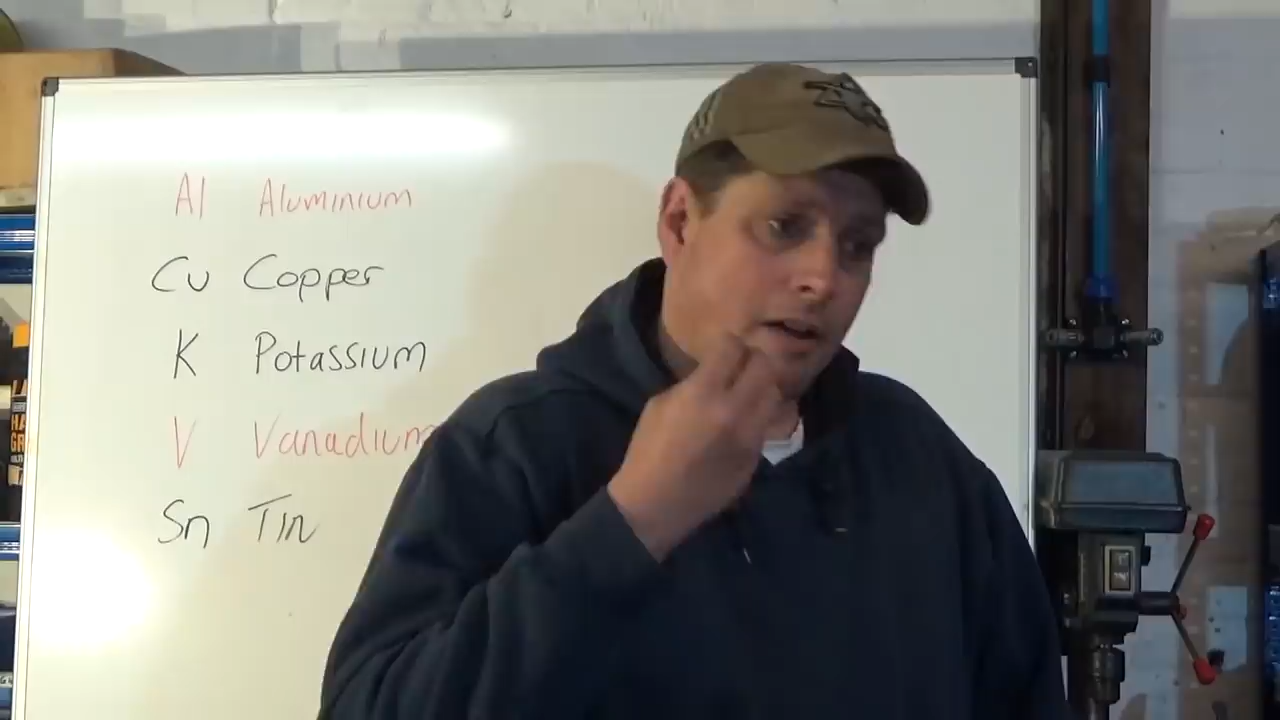 Al Aluminium
Cu Copper
K Potassium
V Vanadium
Sn Tin